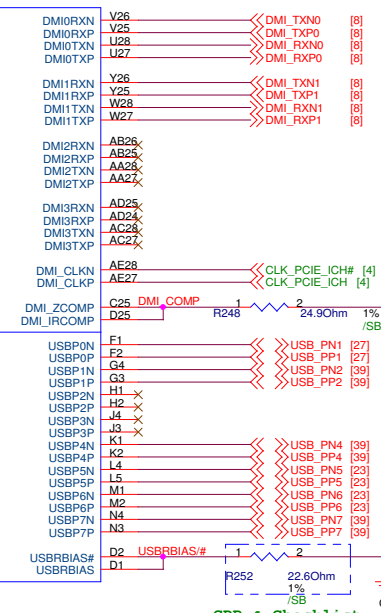 DMI0RXN V26 DMI_TXN0 [8]
DMI0RXP V25 DMI_TXP0 [8]
DMI0TXN U28 DMI_RXN0 [8]
DMI0TXP U27 DMI_RXP0 [8]
DMI1RXN Y26 DMI_TXN1 [8]
DMI1RXP Y25 DMI_TXP1 [8]
DMI1TXN W28 DMI_RXN1 [8]
DMI1TXP W27 DMI_RXP1 [8]
DMI2RXN AB26
DMI2RXP AB25
DMI2TXN AA28
DMI2TXP AA27
DMI3RXN AD25
DMI3RXP AD24
DMI3TXN AC28
DMI3TXP AC27
DMI_CLKN AE28 CLK_PCIE_ICH# [4]
DMI_CLKP AE27 CLK_PCIE_ICH [4]
DMI_ZCOMP C25 DMI_COMP 1 2
DMI_IRCOMP D25 R248 24.9Ohm 1%
/SB
USBP0N F1 USB_PN1 [27]
USBP0P F2 USB_PP1 [27]
USBP1N G4 USB_PN2 [39]
USBP1P G3 USB_PP2 [39]
USBP2N H1
USBP2P H2
USBP3N J4
USBP3P J3
USBP4N K1 USB_PN4 [39]
USBP4P K2 USB_PP4 [39]
USBP5N L4 USB_PN5 [23]
USBP5P L5 USB_PP5 [23]
USBP6N M1 USB_PN6 [23]
USBP6P M2 USB_PP6 [23]
USBP7N N4 USB_PN7 [39]
USBP7P N3 USB_PP7 [39]
USBRBIAS# D2 USBRBIAS/# 1 2
USBRBIAS D1
R252 22.6Ohm
1%
/SB